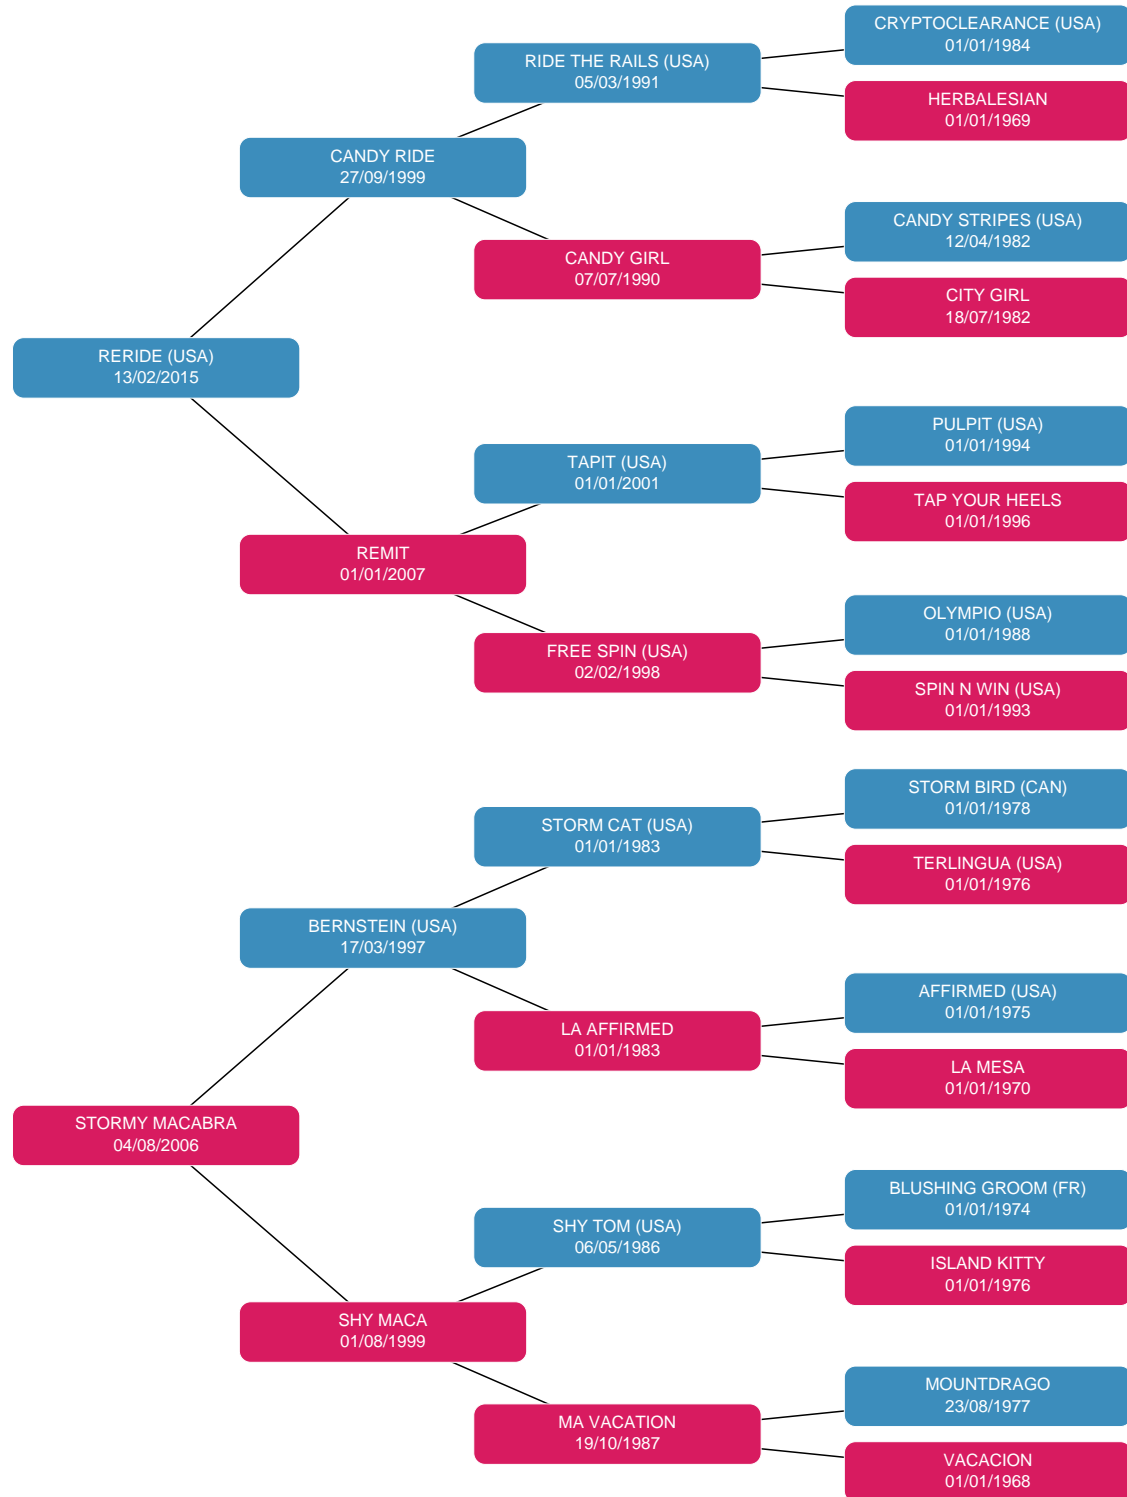 CRYPTOCLEARANCE (USA)
01/01/1984
RIDE THE RAILS (USA)
05/03/1991
HERBALESIAN
01/01/1969
CANDY RIDE
27/09/1999
CANDY STRIPES (USA)
12/04/1982
CANDY GIRL
07/07/1990
CITY GIRL
18/07/1982
RERIDE (USA)
13/02/2015
PULPIT (USA)
01/01/1994
TAPIT (USA)
01/01/2001
TAP YOUR HEELS
01/01/1996
REMIT
01/01/2007
OLYMPIO (USA)
01/01/1988
FREE SPIN (USA)
02/02/1998
SPIN N WIN (USA)
01/01/1993
STORM BIRD (CAN)
01/01/1978
STORM CAT (USA)
01/01/1983
TERLINGUA (USA)
01/01/1976
BERNSTEIN (USA)
17/03/1997
AFFIRMED (USA)
01/01/1975
LA AFFIRMED
01/01/1983
LA MESA
01/01/1970
STORMY MACABRA
04/08/2006
BLUSHING GROOM (FR)
01/01/1974
SHY TOM (USA)
06/05/1986
ISLAND KITTY
01/01/1976
SHY MACA
01/08/1999
MOUNTDRAGO
23/08/1977
MA VACATION
19/10/1987
VACACION
01/01/1968